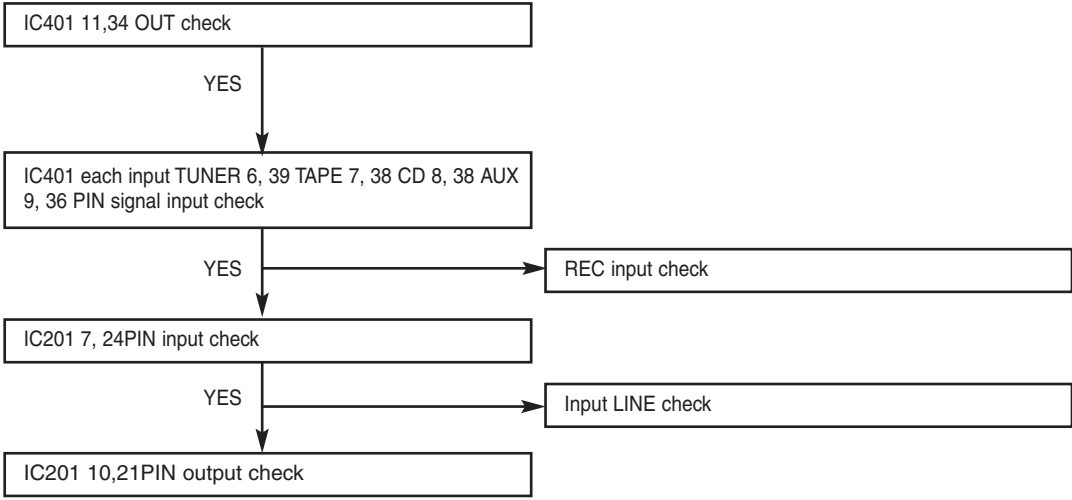 IC401 11,34 OUT check
YES
IC401 each input TUNER 6, 39 TAPE 7, 38 CD 8, 38 AUX
9, 36 PIN signal input check
YES
REC input check
IC201 7, 24PIN input check
YES
Input LINE check
IC201 10,21PIN output check